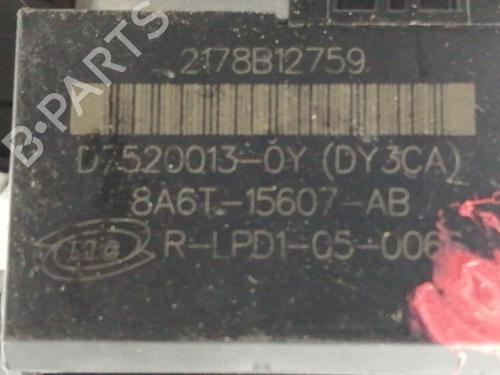 2178B12759
D7520013-0Y (DY3CA)
8A6T-15607-AB
R-LPD1-05-006
B-PARTS